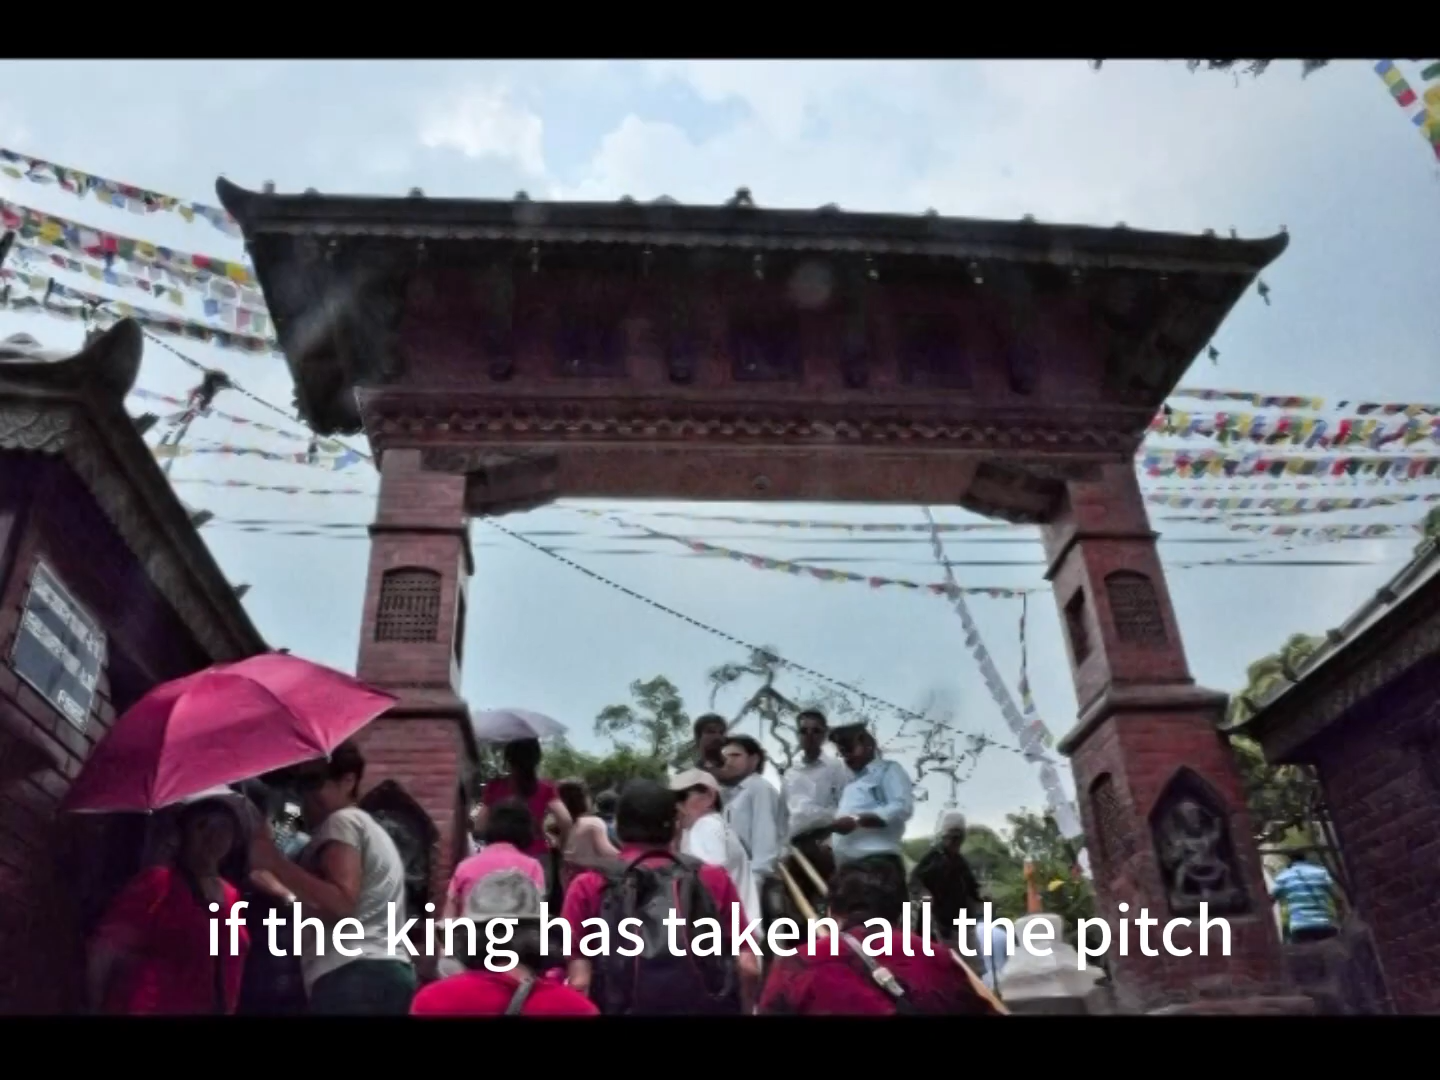 if the king has taken all the pitch